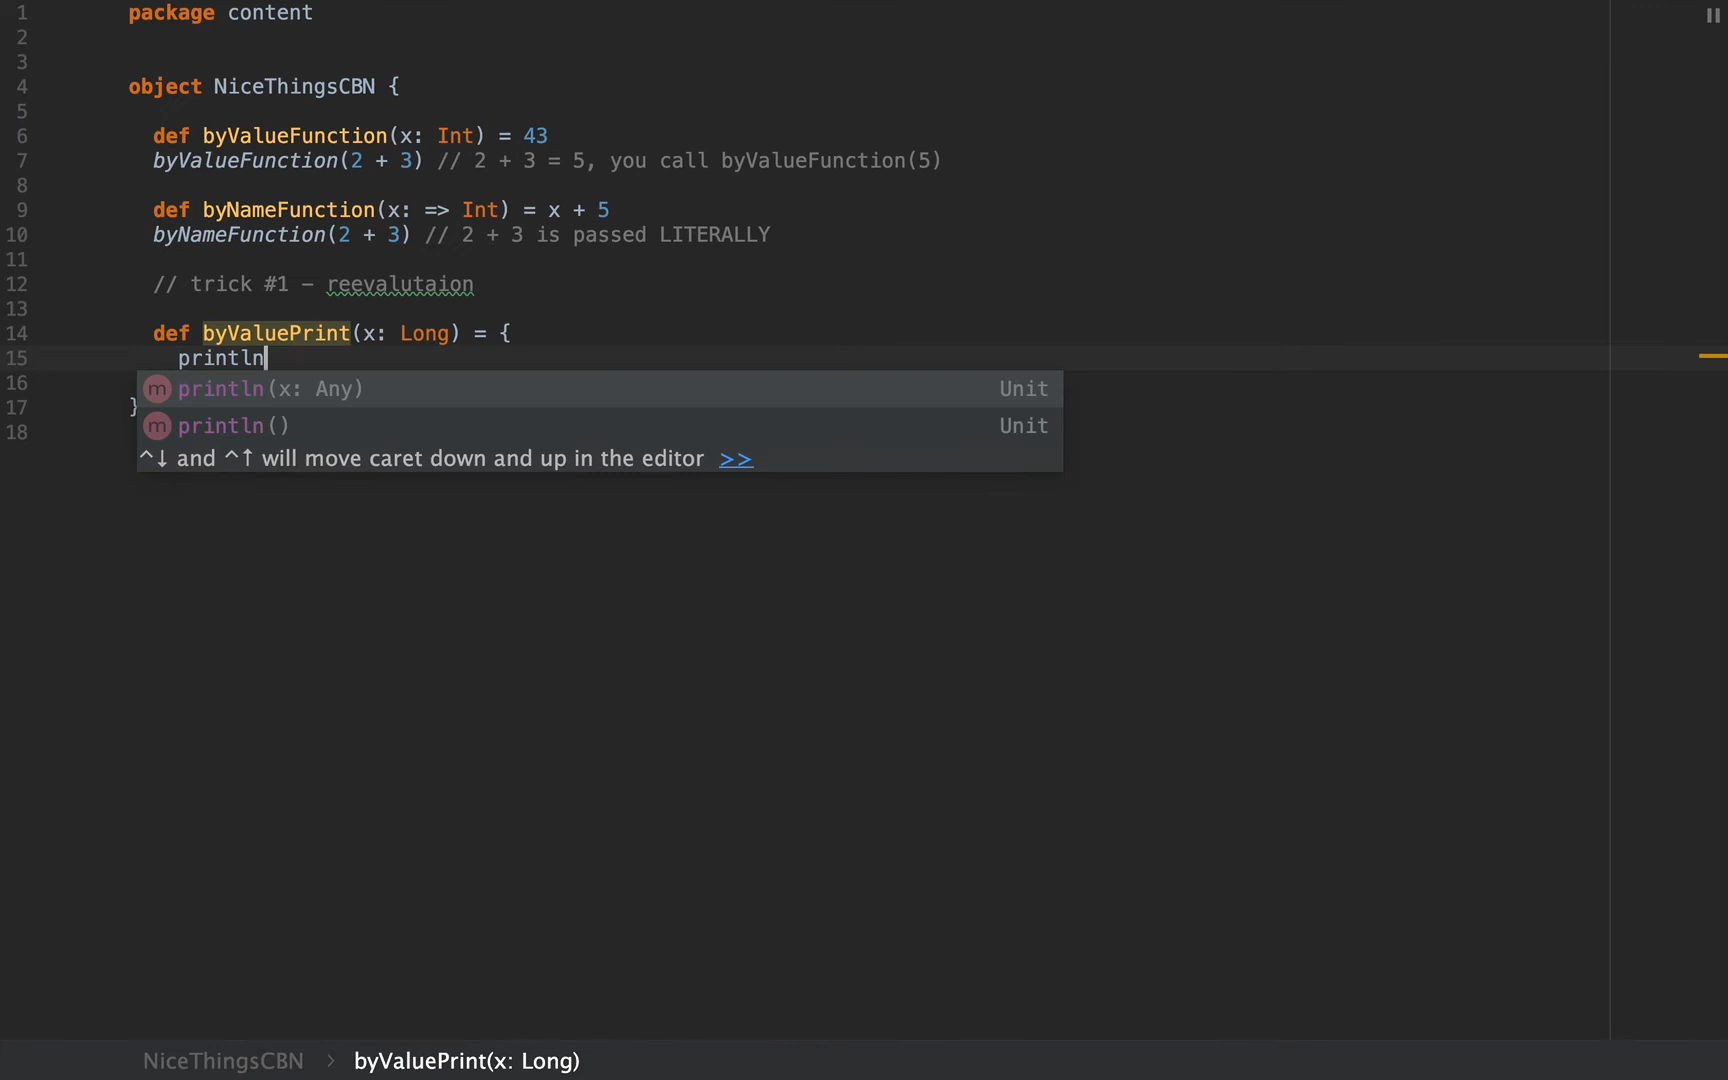 1 package content
2
3
4 object NiceThingsCBN {
5
6 def byValueFunction(x: Int) = 43
7 byValueFunction(2 + 3) // 2 + 3 = 5, you call byValueFunction(5)
8
9 def byNameFunction(x: => Int) = x + 5
10 byNameFunction(2 + 3) // 2 + 3 is passed LITERALLY
11
12 // trick #1 – reevalutaion
13
14 def byValuePrint(x: Long) = {
15 println
16 m println(x: Any) Unit
17 }
m println() Unit
18
^↓ and ^↑ will move caret down and up in the editor >>
NiceThingsCBN > byValuePrint(x: Long)